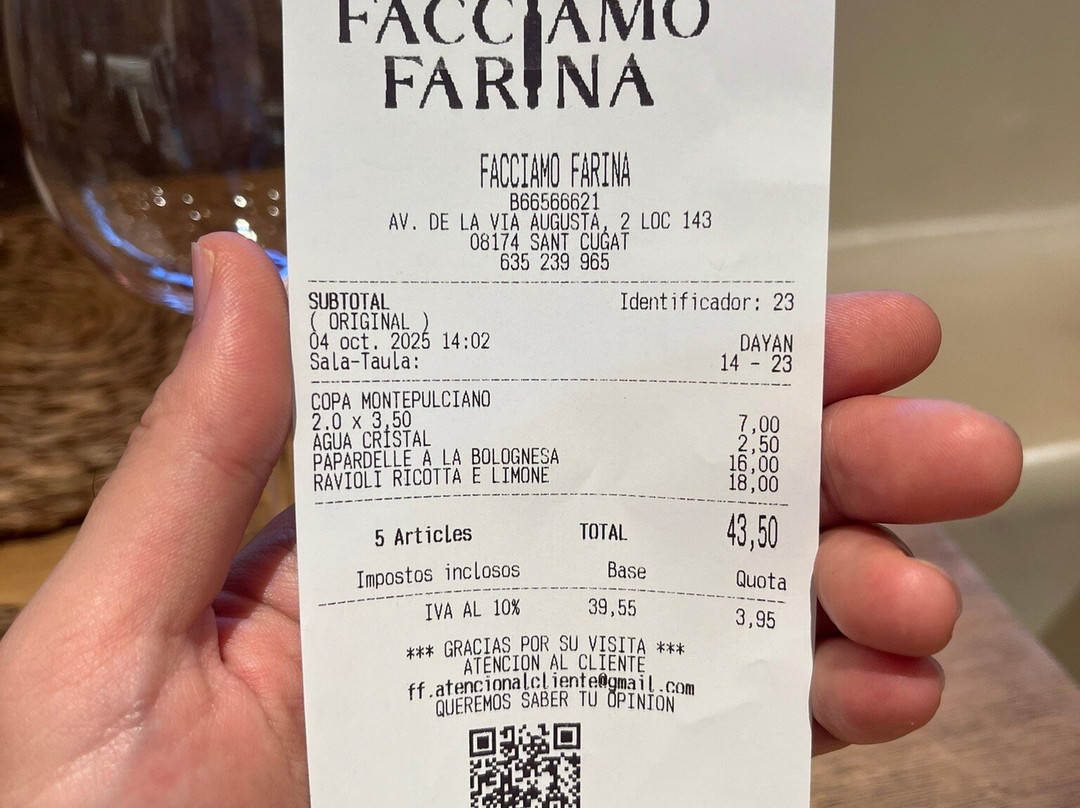 FACCIAMO
FARINA
FACCIAMO FARINA
B66566621
AV. DE LA VIA AUGUSTA, 2 LOC 143
08174 SANT CUGAT
635 239 965
SUBTOTAL Identificador: 23
( ORIGINAL )
04 oct. 2025 14:02 DAYAN
Sala-Taula: 14 - 23
COPA MONTEPULCIANO
2.0 x 3,50 7,00
AGUA CRISTAL 2,50
PAPARDELLE A LA BOLOGNESA 16,00
RAVIOLI RICOTTA E LIMONE 18,00
5 Articles TOTAL 43,50
Impostos inclosos Base Quota
IVA AL 10% 39,55 3,95
*** GRACIAS POR SU VISITA ***
ATENCION AL CLIENTE
ff.atencionalcliente@gmail.com
QUEREMOS SABER TU OPINION